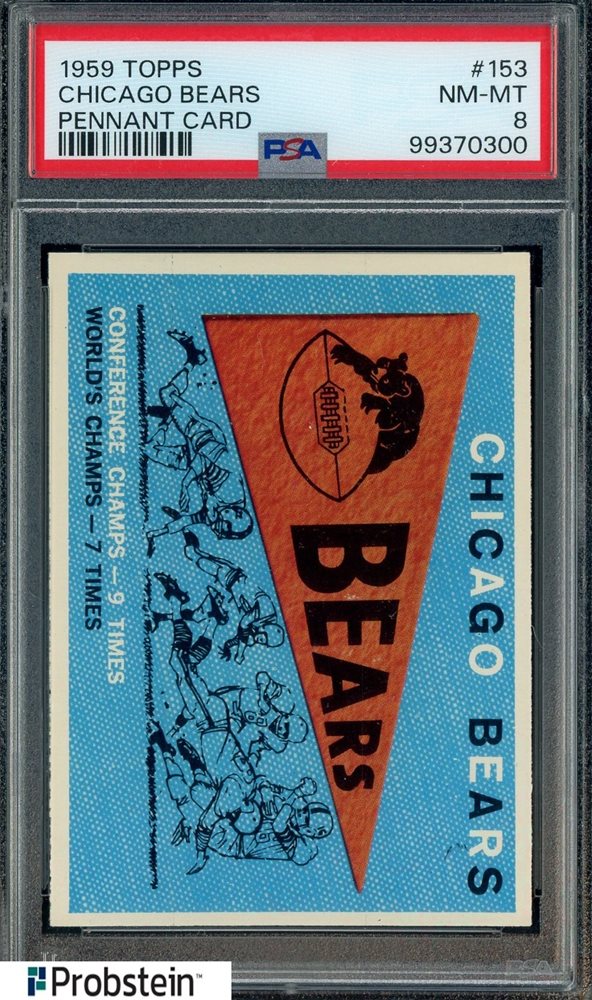 1959 TOPPS #153
CHICAGO BEARS NM-MT
PENNANT CARD 8
PSA 99370300
CHICAGO BEARS
BEARS
CONFERENCE CHAMPS — 9 TIMES
WORLD'S CHAMPS — 7 TIMES
PSA
Probstein™